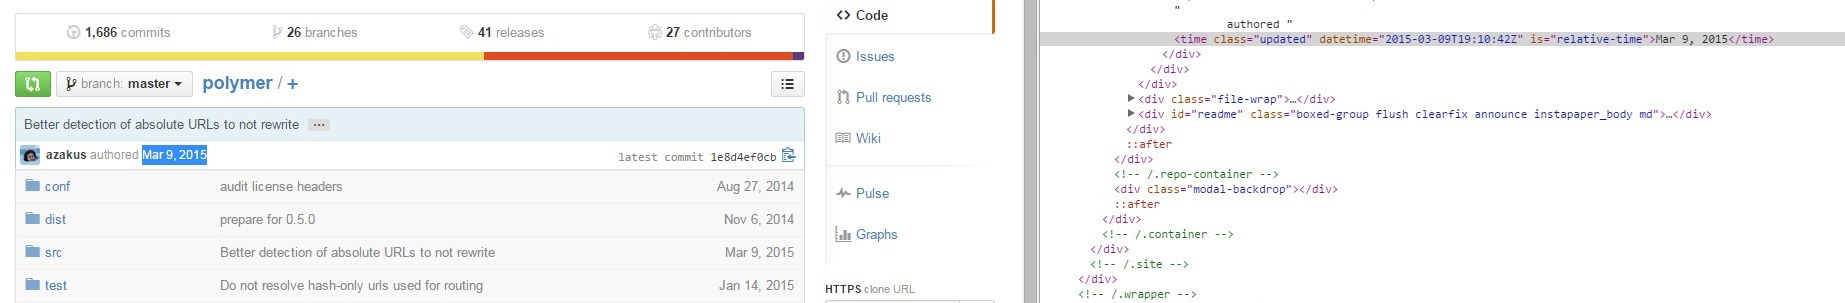 1,686 commits 26 branches 41 releases 27 contributors
branch: master polymer / +
Better detection of absolute URLs to not rewrite ...
azakus authored Mar 9, 2015 latest commit 1e8d4ef0cb
conf audit license headers Aug 27, 2014
dist prepare for 0.5.0 Nov 6, 2014
src Better detection of absolute URLs to not rewrite Mar 9, 2015
test Do not resolve hash-only urls used for routing Jan 14, 2015
<> Code
Issues
Pull requests
Wiki
Pulse
Graphs
HTTPS clone URL
"
authored "
<time class="updated" datetime="2015-03-09T19:10:42Z" is="relative-time">Mar 9, 2015</time>
</div>
</div>
</div>
<div class="file-wrap">…</div>
<div id="readme" class="boxed-group flush clearfix announce instapaper_body md">…</div>
</div>
::after
</div>
<!-- /.repo-container -->
<div class="modal-backdrop"></div>
::after
</div>
<!-- /.container -->
</div>
<!-- /.site -->
</div>
<!-- /.wrapper -->